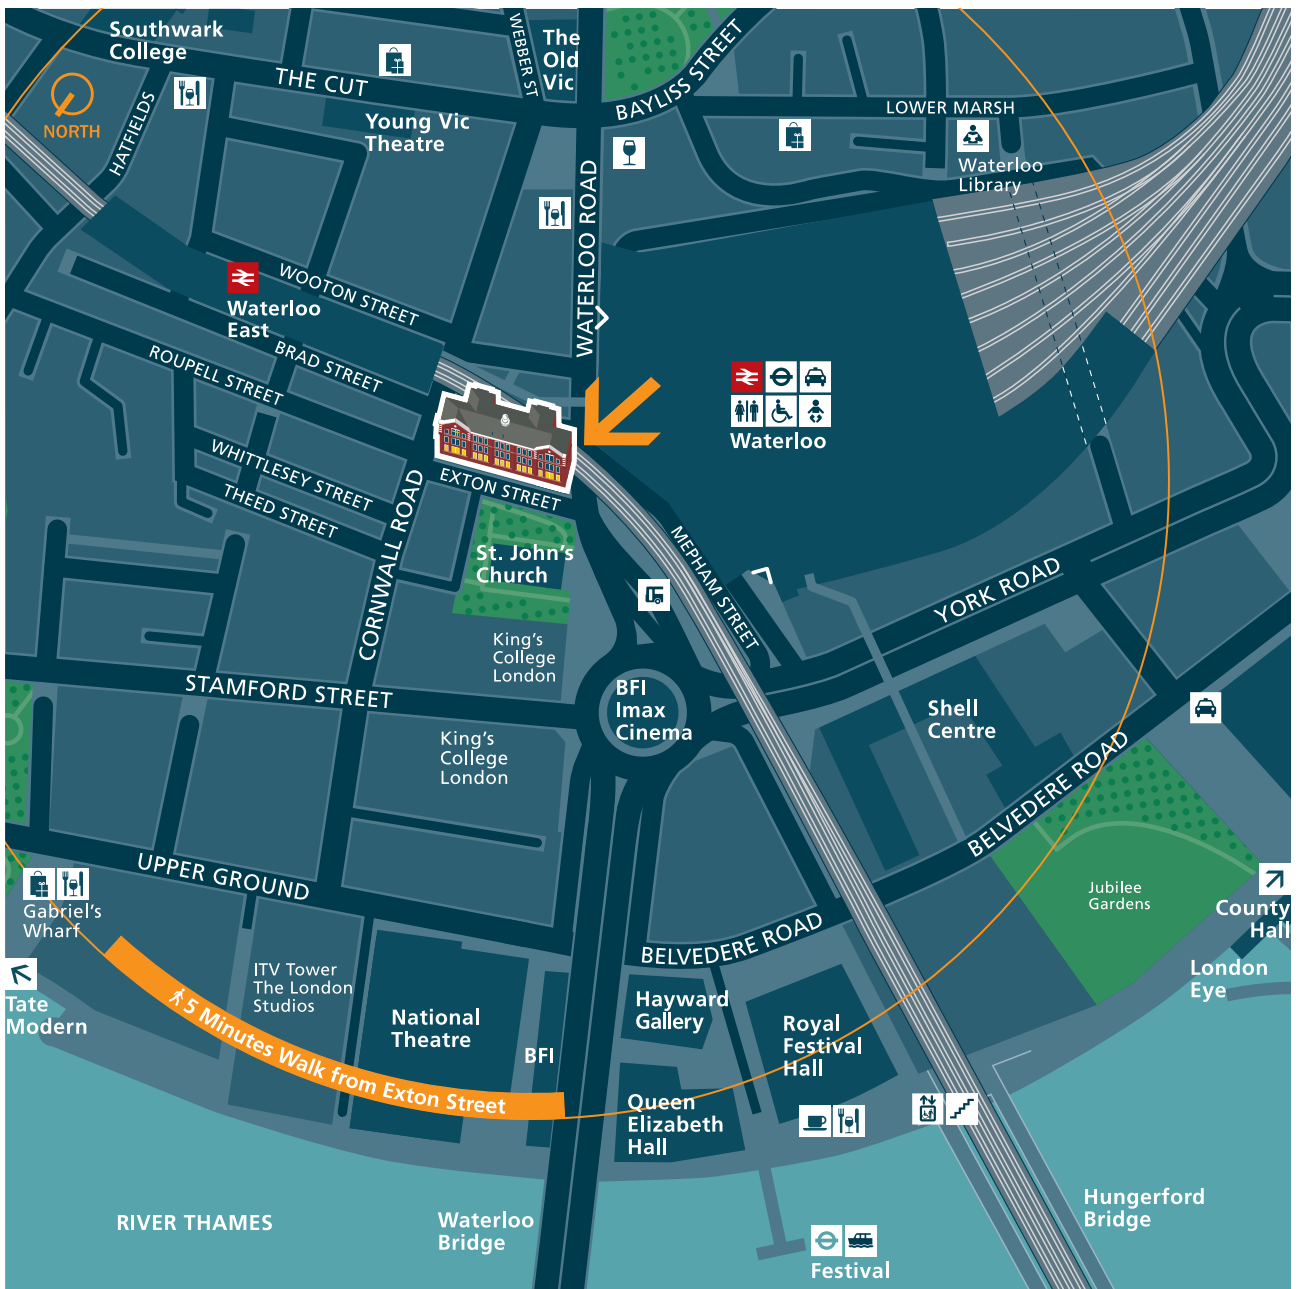 Southwark
College
WEBBER ST
The
Old
Vic
BAYLISS STREET
THE CUT
NORTH
HATFIELDS
Young Vic
Theatre
LOWER MARSH
Waterloo
Library
WATERLOO ROAD
WOOTON STREET
Waterloo
East
BRAD STREET
ROUPELL STREET
Waterloo
WHITTLESEY STREET
THEED STREET
EXTON STREET
CORNWALL ROAD
St. John's
Church
MEPHAM STREET
YORK ROAD
King's
College
London
STAMFORD STREET
BFI
Imax
Cinema
Shell
Centre
King's
College
London
BELVEDERE ROAD
UPPER GROUND
Jubilee
Gardens
Gabriel's
Wharf
County
Hall
BELVEDERE ROAD
London
Eye
ITV Tower
The London
Studios
Tate
Modern
National
Theatre
BFI
Hayward
Gallery
Royal
Festival
Hall
5 Minutes Walk from Exton Street
Queen
Elizabeth
Hall
RIVER THAMES
Waterloo
Bridge
Hungerford
Bridge
Festival